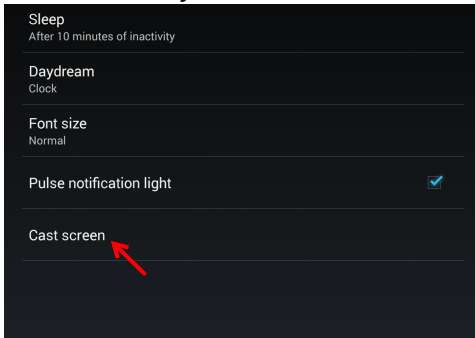 Sleep
After 10 minutes of inactivity
Daydream
Clock
Font size
Normal
Pulse notification light
Cast screen